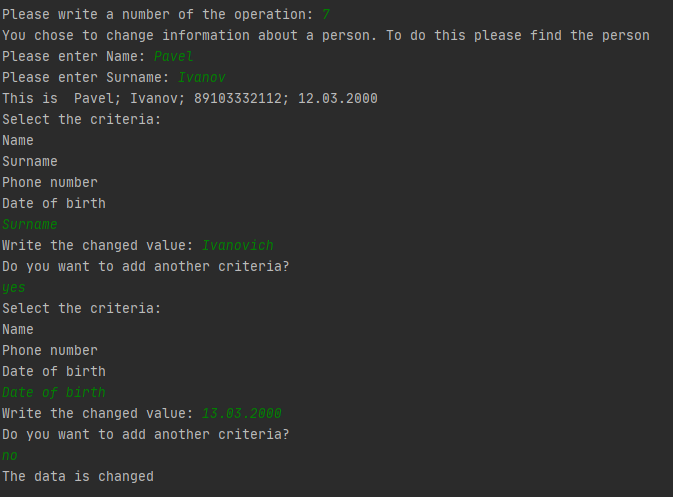 Please write a number of the operation: 7
You chose to change information about a person. To do this please find the person
Please enter Name: Pavel
Please enter Surname: Ivanov
This is  Pavel; Ivanov; 89103332112; 12.03.2000
Select the criteria:
Name
Surname
Phone number
Date of birth
Surname
Write the changed value: Ivanovich
Do you want to add another criteria?
yes
Select the criteria:
Name
Phone number
Date of birth
Date of birth
Write the changed value: 13.03.2000
Do you want to add another criteria?
no
The data is changed